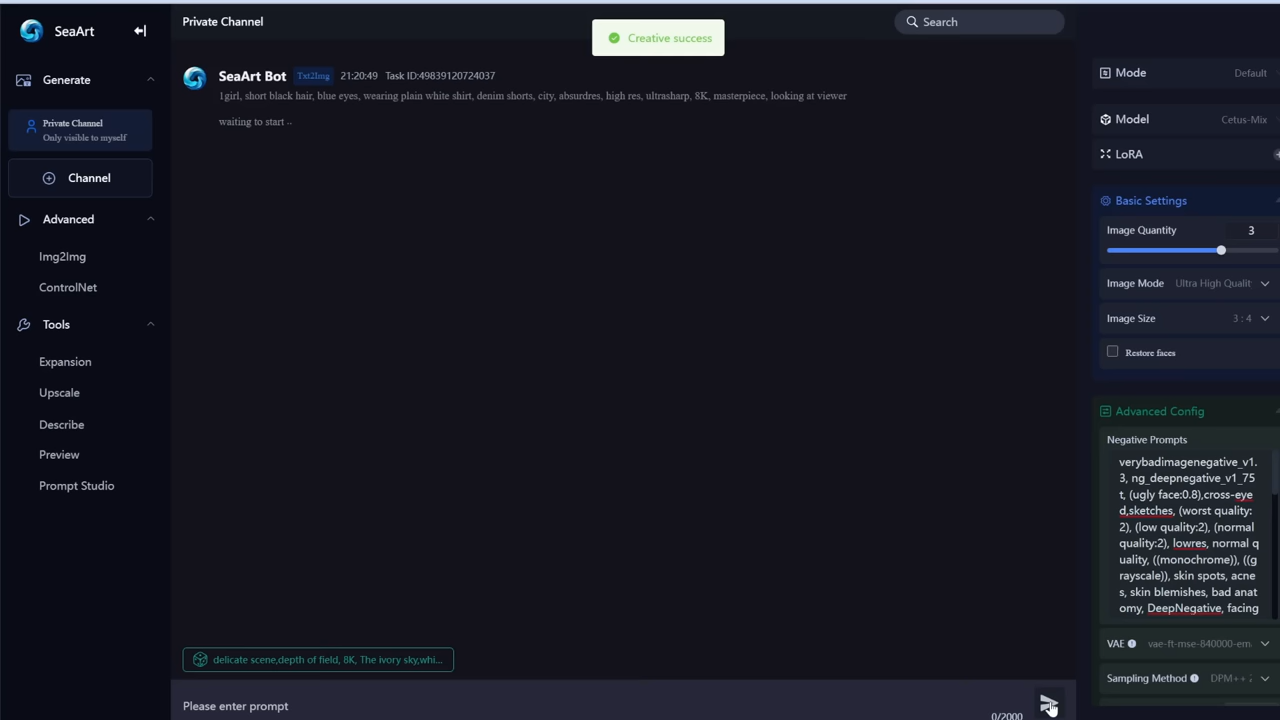 SeaArt
Private Channel
Search
Creative success
Generate
Private Channel
Only visible to myself
Channel
Advanced
Img2Img
ControlNet
Tools
Expansion
Upscale
Describe
Preview
Prompt Studio
SeaArt Bot Txt2Img 21:20:49 Task ID:49839120724037
1girl, short black hair, blue eyes, wearing plain white shirt, denim shorts, city, absurdres, high res, ultrasharp, 8K, masterpiece, looking at viewer
waiting to start ..
delicate scene,depth of field, 8K, The ivory sky,whi...
Please enter prompt
0/2000
Mode Default
Model Cetus-Mix
LoRA
Basic Settings
Image Quantity 3
Image Mode Ultra High Qualit
Image Size 3 : 4
Restore faces
Advanced Config
Negative Prompts
verybadimagenegative_v1.
3, ng_deepnegative_v1_75
t, (ugly face:0.8),cross-eye
d,sketches, (worst quality:
2), (low quality:2), (normal
quality:2), lowres, normal q
uality, ((monochrome)), ((g
rayscale)), skin spots, acne
s, skin blemishes, bad anat
omy, DeepNegative, facing
VAE vae-ft-mse-840000-em
Sampling Method DPM++ 2